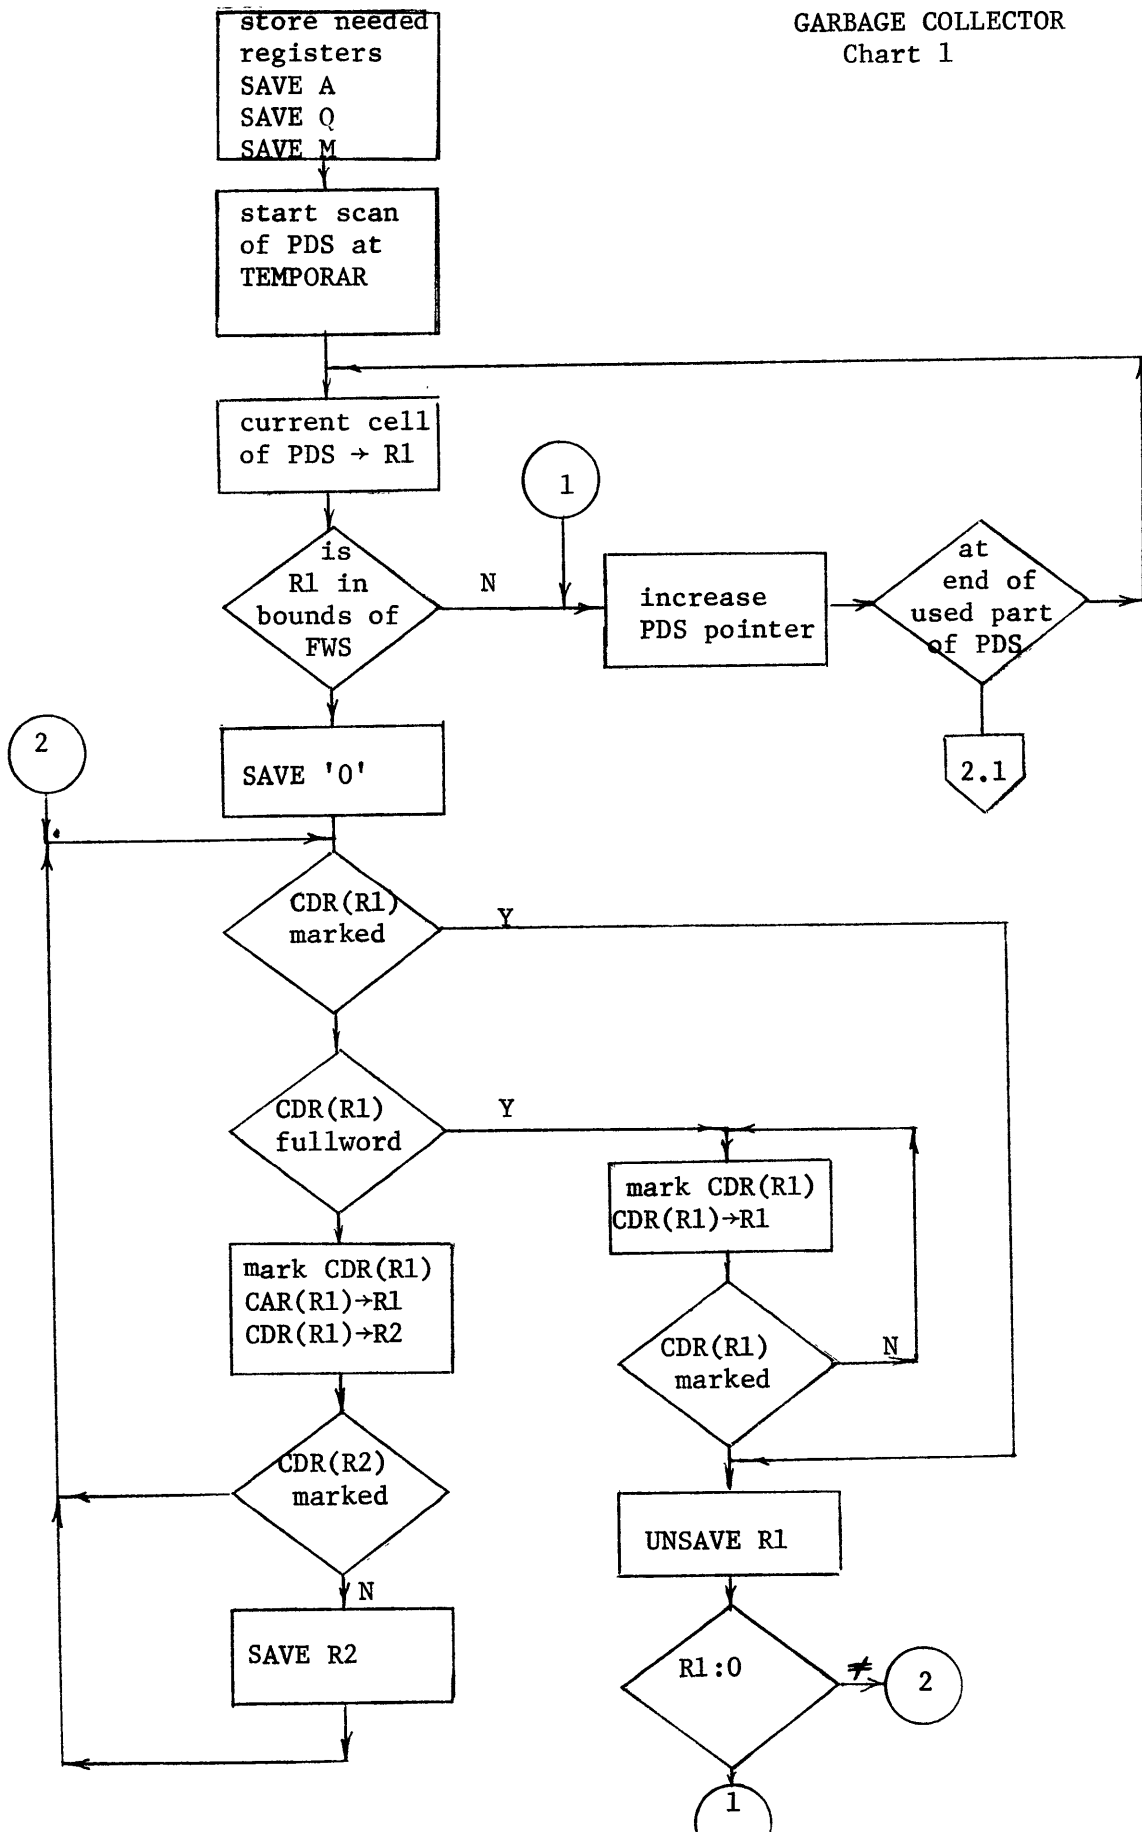 GARBAGE COLLECTOR
Chart 1
store needed
registers
SAVE A
SAVE Q
SAVE M
start scan
of PDS at
TEMPORAR
current cell
of PDS → R1
1
is
R1 in
bounds of
FWS
N
increase
PDS pointer
at
end of
used part
of PDS
2.1
2
SAVE '0'
CDR(R1)
marked
Y
CDR(R1)
fullword
Y
mark CDR(R1)
CDR(R1)→R1
mark CDR(R1)
CAR(R1)→R1
CDR(R1)→R2
CDR(R1)
marked
N
CDR(R2)
marked
N
UNSAVE R1
SAVE R2
R1:0
≠
2
1